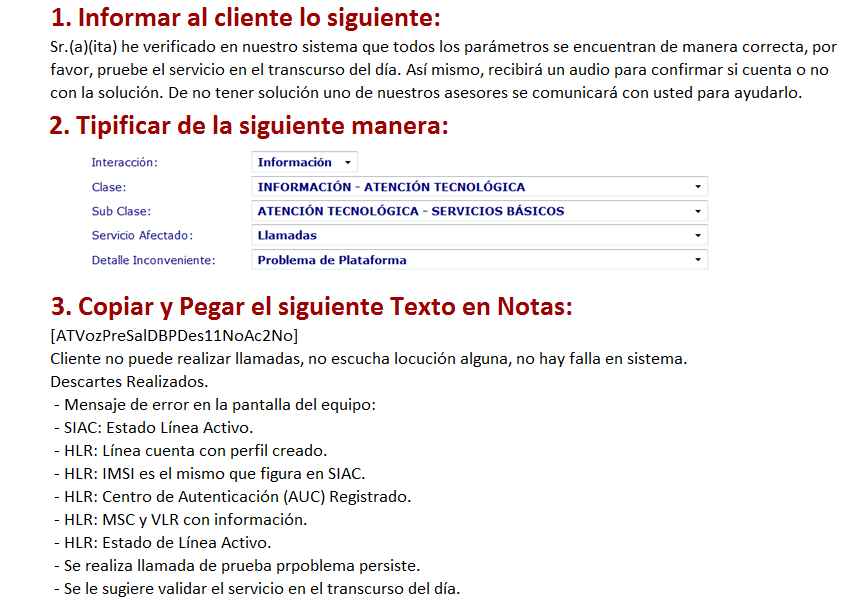 1. Informar al cliente lo siguiente:
Sr.(a)(ita) he verificado en nuestro sistema que todos los parámetros se encuentran de manera correcta, por
favor, pruebe el servicio en el transcurso del día. Así mismo, recibirá un audio para confirmar si cuenta o no
con la solución. De no tener solución uno de nuestros asesores se comunicará con usted para ayudarlo.
2. Tipificar de la siguiente manera:
Interacción: Información
Clase: INFORMACIÓN - ATENCIÓN TECNOLÓGICA
Sub Clase: ATENCIÓN TECNOLÓGICA - SERVICIOS BÁSICOS
Servicio Afectado: Llamadas
Detalle Inconveniente: Problema de Plataforma
3. Copiar y Pegar el siguiente Texto en Notas:
[ATVozPreSalDBPDes11NoAc2No]
Cliente no puede realizar llamadas, no escucha locución alguna, no hay falla en sistema.
Descartes Realizados.
- Mensaje de error en la pantalla del equipo:
- SIAC: Estado Línea Activo.
- HLR: Línea cuenta con perfil creado.
- HLR: IMSI es el mismo que figura en SIAC.
- HLR: Centro de Autenticación (AUC) Registrado.
- HLR: MSC y VLR con información.
- HLR: Estado de Línea Activo.
- Se realiza llamada de prueba prpoblema persiste.
- Se le sugiere validar el servicio en el transcurso del día.